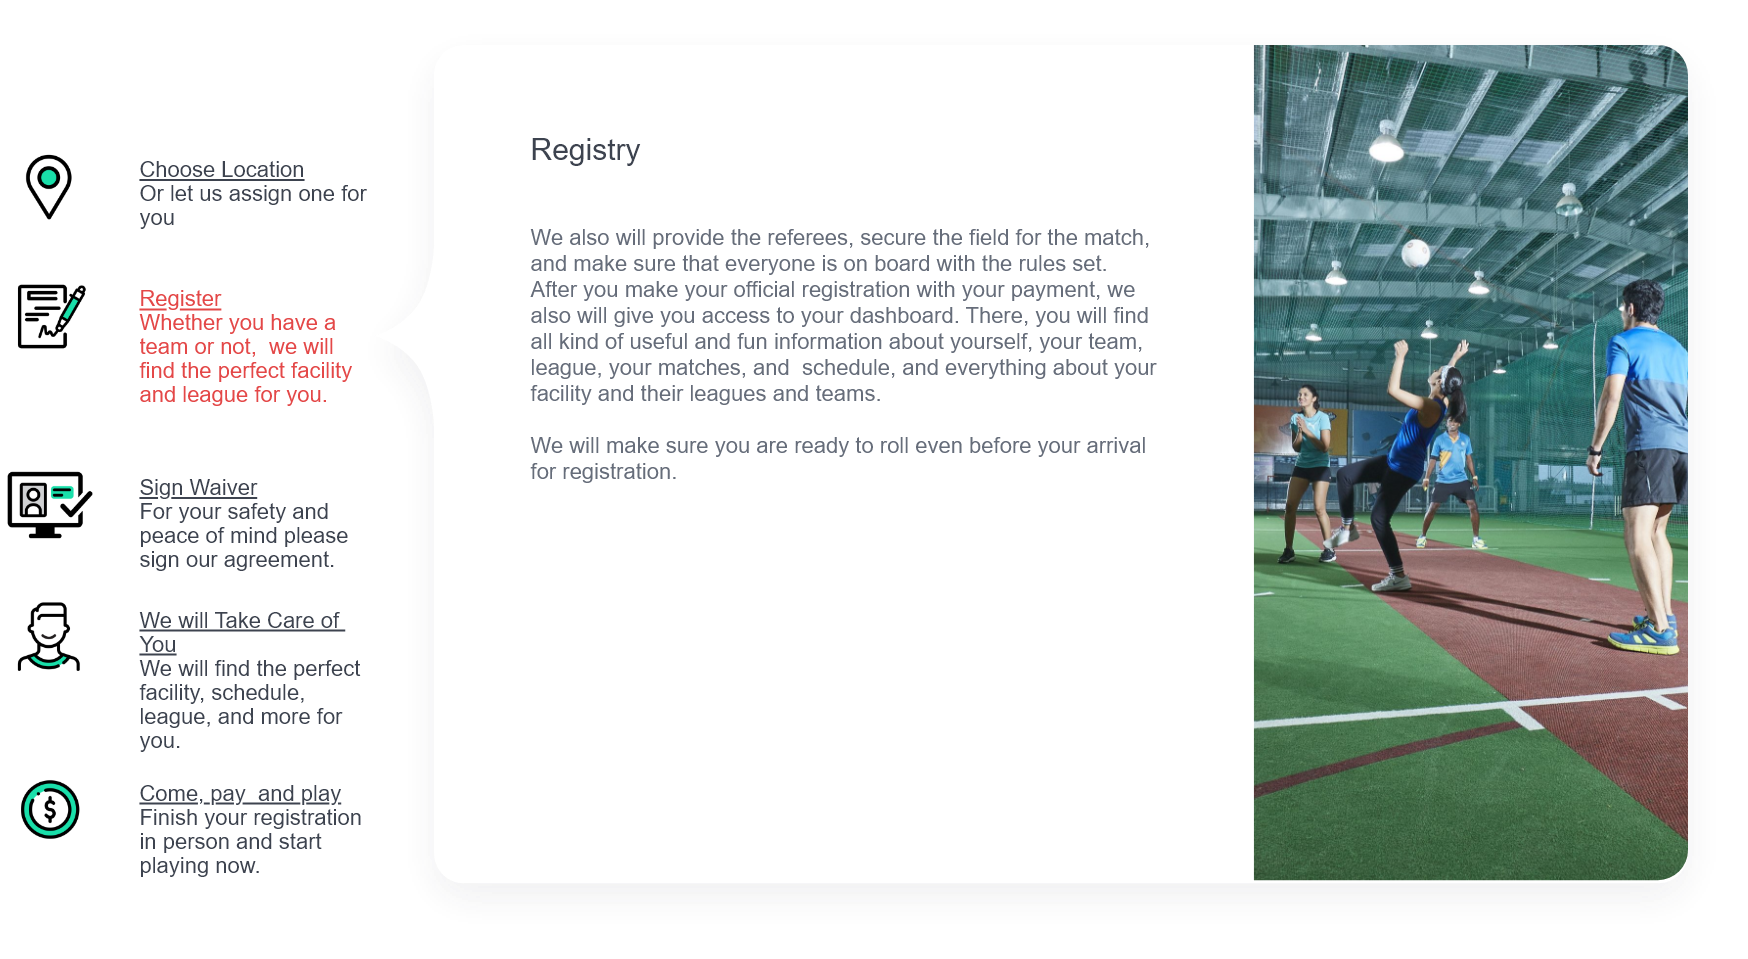 Choose Location
Or let us assign one for
you
Register
Whether you have a
team or not,  we will
find the perfect facility
and league for you.
Sign Waiver
For your safety and
peace of mind please
sign our agreement.
We will Take Care of
You
We will find the perfect
facility, schedule,
league, and more for
you.
Come, pay  and play
Finish your registration
in person and start
playing now.
Registry
We also will provide the referees, secure the field for the match,
and make sure that everyone is on board with the rules set.
After you make your official registration with your payment, we
also will give you access to your dashboard. There, you will find
all kind of useful and fun information about yourself, your team,
league, your matches, and  schedule, and everything about your
facility and their leagues and teams.
We will make sure you are ready to roll even before your arrival
for registration.